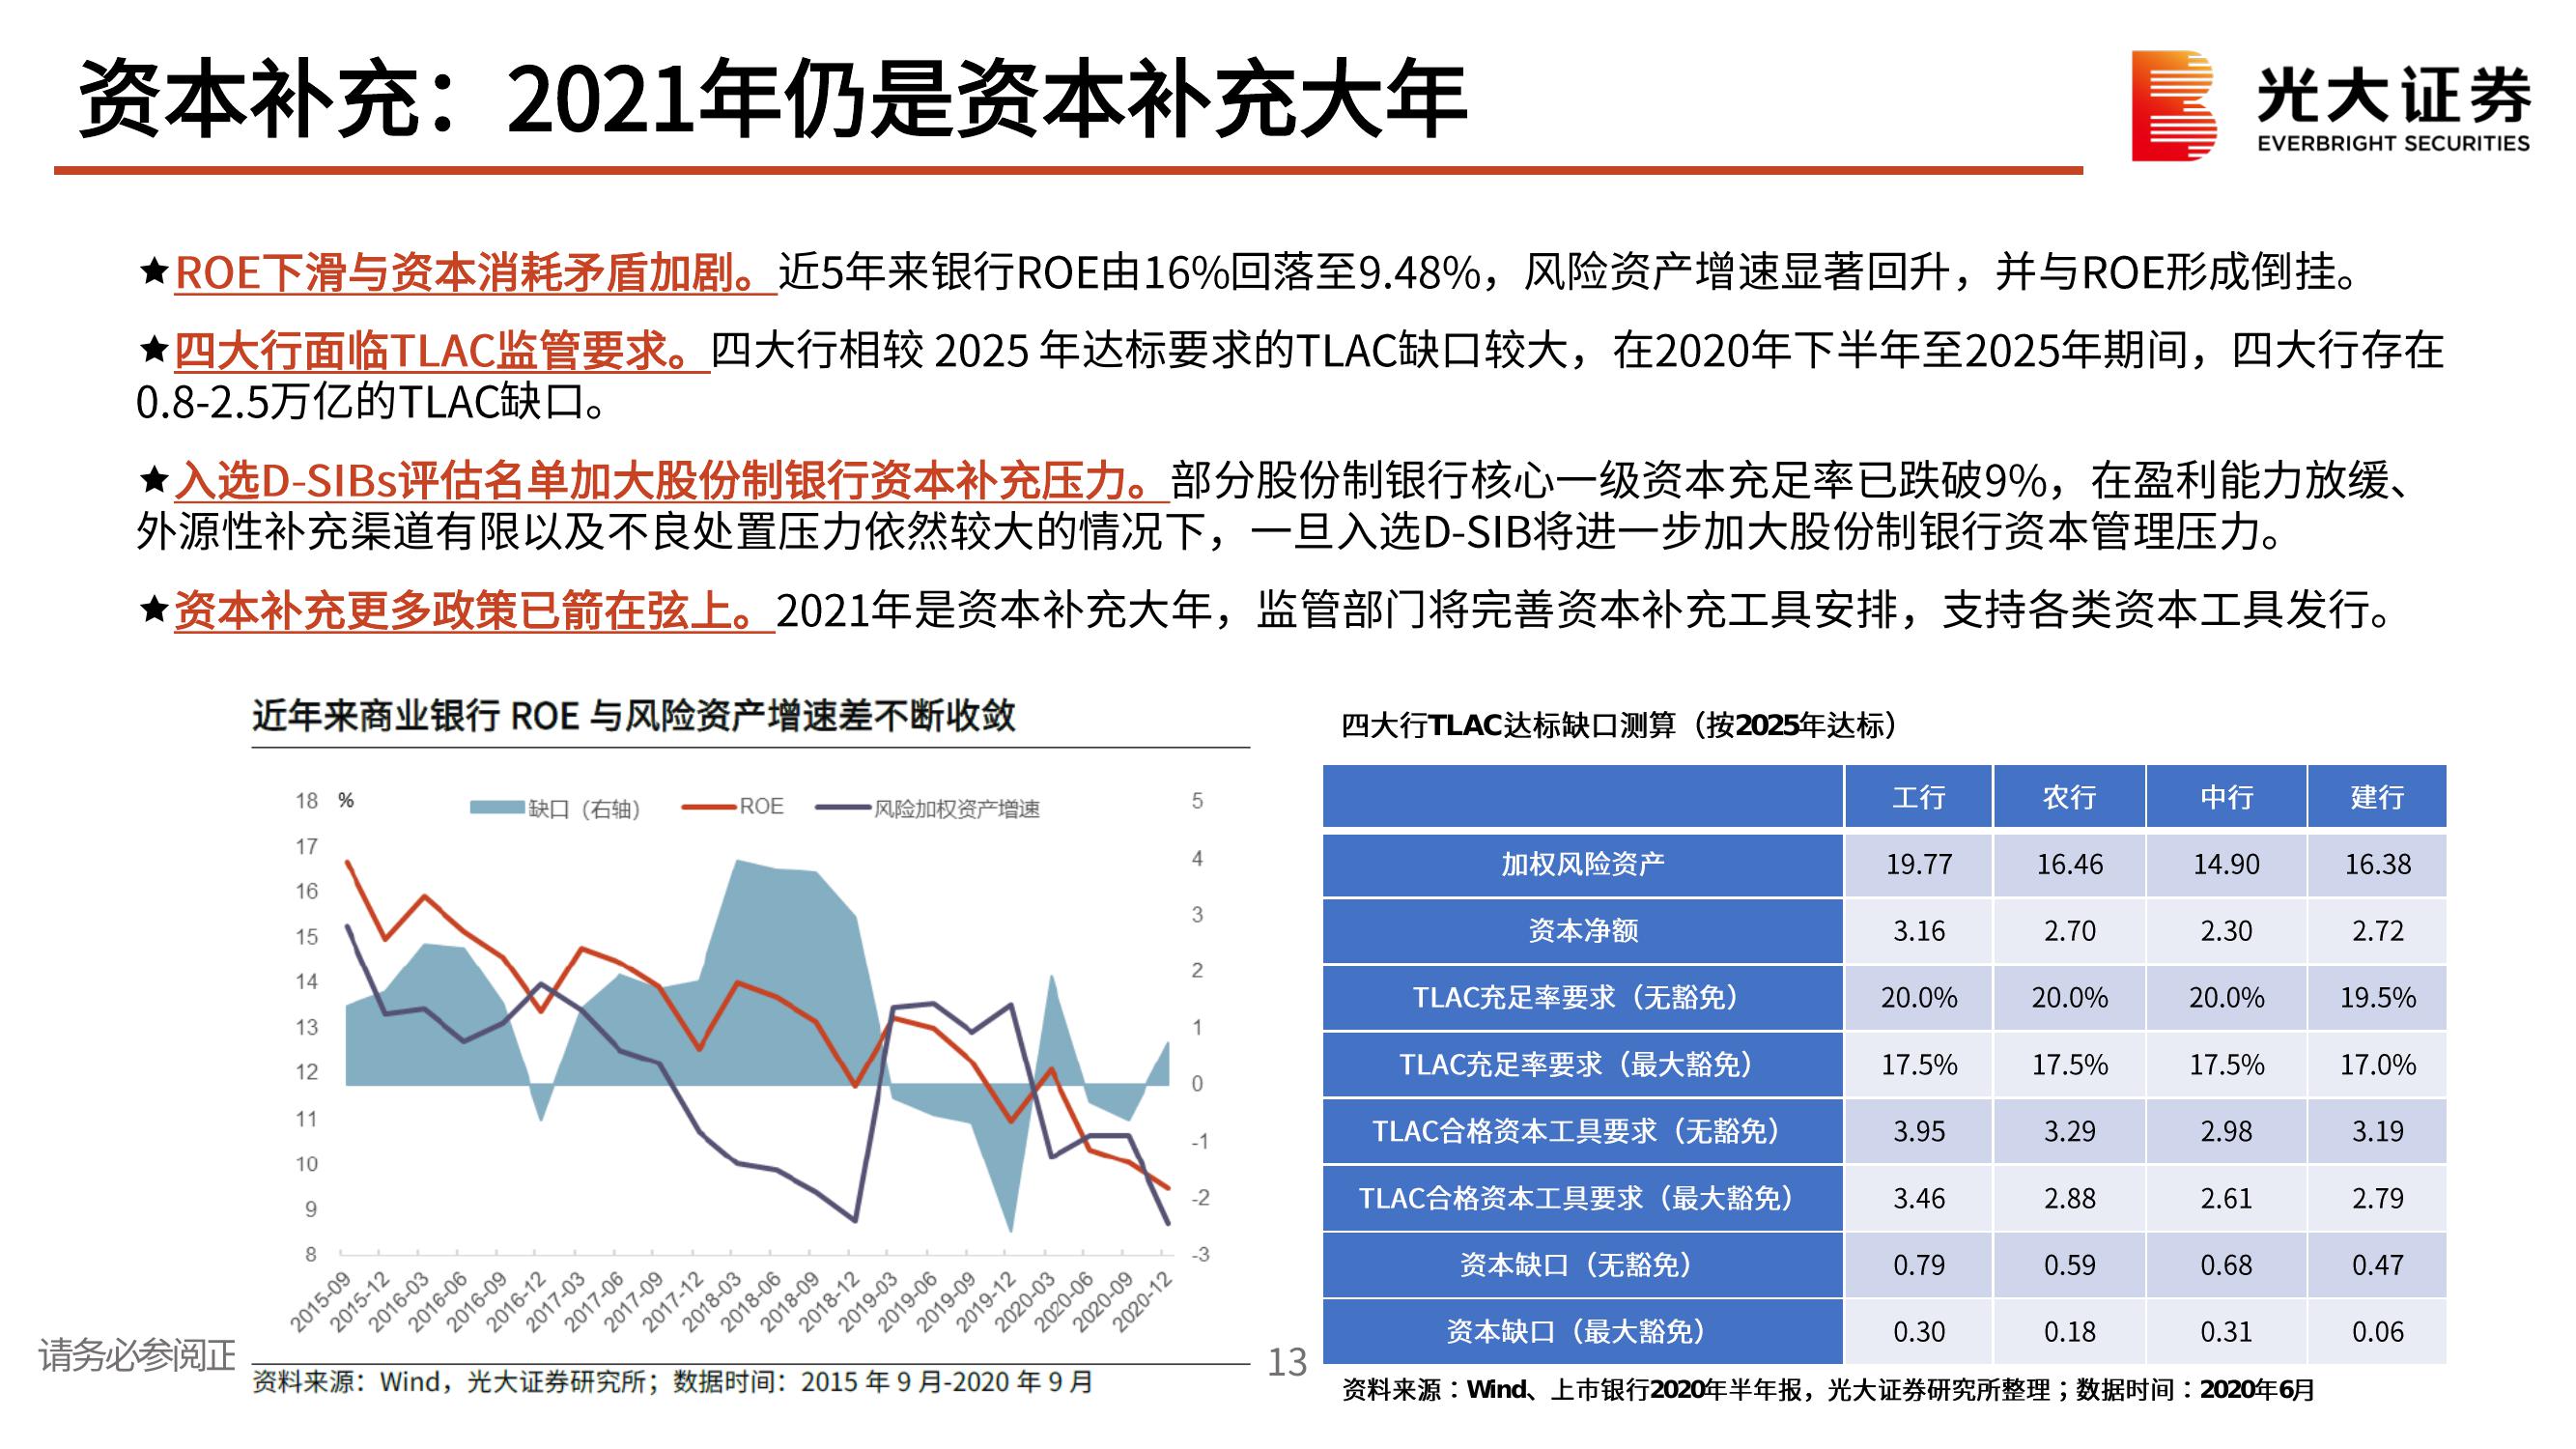 资本补充：2021年仍是资本补充大年
光大证券
EVERBRIGHT SECURITIES
★ROE下滑与资本消耗矛盾加剧。近5年来银行ROE由16%回落至9.48%，风险资产增速显著回升，并与ROE形成倒挂。
★四大行面临TLAC监管要求。四大行相较 2025 年达标要求的TLAC缺口较大，在2020年下半年至2025年期间，四大行存在
0.8-2.5万亿的TLAC缺口。
★入选D-SIBs评估名单加大股份制银行资本补充压力。部分股份制银行核心一级资本充足率已跌破9%，在盈利能力放缓、
外源性补充渠道有限以及不良处置压力依然较大的情况下，一旦入选D-SIB将进一步加大股份制银行资本管理压力。
★资本补充更多政策已箭在弦上。2021年是资本补充大年，监管部门将完善资本补充工具安排，支持各类资本工具发行。
近年来商业银行 ROE 与风险资产增速差不断收敛
18 % 缺口（右轴） ROE 风险加权资产增速 5
17
16 4
15 3
14 2
13 1
12 0
11 -1
10
9 -2
8 -3
2015-09 2015-12 2016-03 2016-06 2016-09 2016-12 2017-03 2017-06 2017-09 2017-12 2018-03 2018-06 2018-09 2018-12 2019-03 2019-06 2019-09 2019-12 2020-03 2020-06 2020-09 2020-12
资料来源：Wind，光大证券研究所；数据时间：2015 年 9 月-2020 年 9 月
四大行TLAC达标缺口测算（按2025年达标）
工行 农行 中行 建行
加权风险资产 19.77 16.46 14.90 16.38
资本净额 3.16 2.70 2.30 2.72
TLAC充足率要求（无豁免） 20.0% 20.0% 20.0% 19.5%
TLAC充足率要求（最大豁免） 17.5% 17.5% 17.5% 17.0%
TLAC合格资本工具要求（无豁免） 3.95 3.29 2.98 3.19
TLAC合格资本工具要求（最大豁免） 3.46 2.88 2.61 2.79
资本缺口（无豁免） 0.79 0.59 0.68 0.47
资本缺口（最大豁免） 0.30 0.18 0.31 0.06
资料来源：Wind、上市银行2020年半年报，光大证券研究所整理；数据时间：2020年6月
请务必参阅正
13